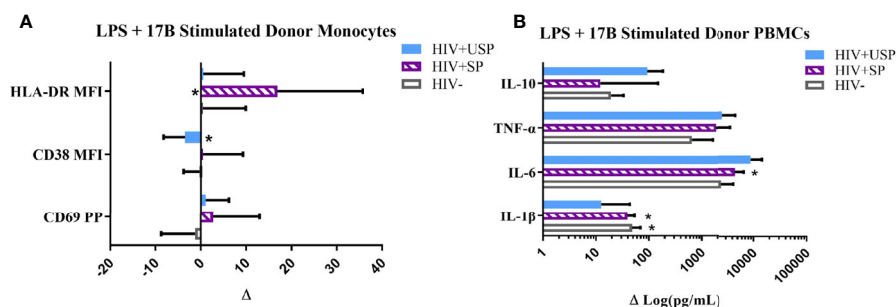 A
LPS + 17B Stimulated Donor Monocytes
HIV+USP
HIV+SP
HIV-
HLA-DR MFI
*
CD38 MFI
*
CD69 PP
-20 -10 0 10 20 30 40
Δ
B
LPS + 17B Stimulated Donor PBMCs
HIV+USP
HIV+SP
HIV-
IL-10
TNF-α
IL-6
*
IL-1β
*
*
1 10 100 1000 10000
Δ Log(pg/mL)